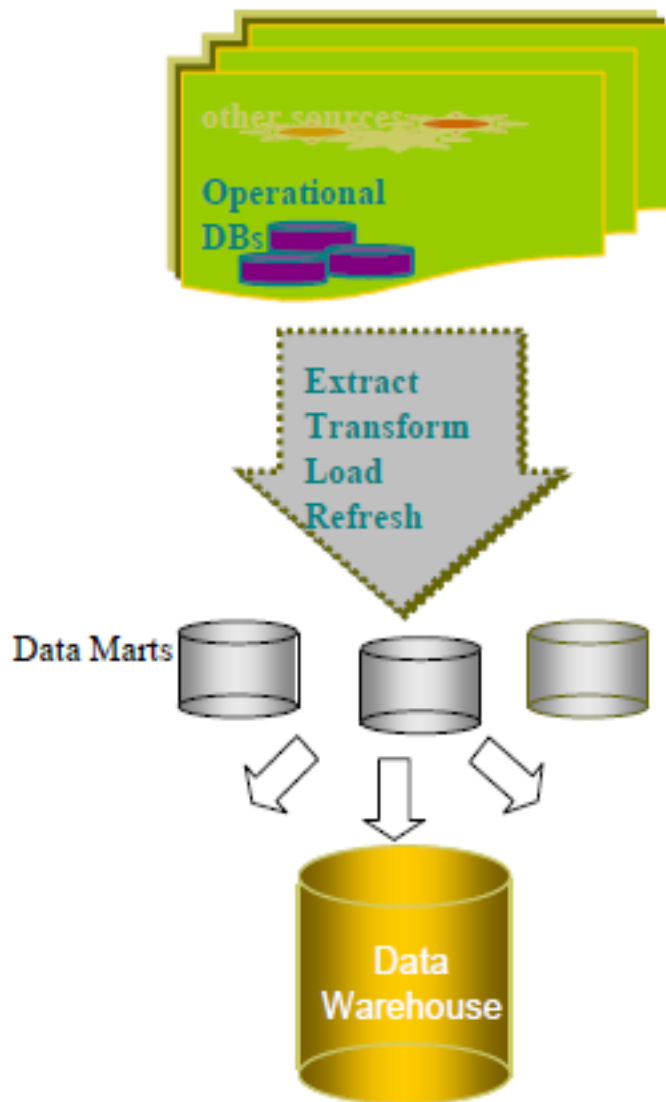 other sources
Operational
DBs
Extract
Transform
Load
Refresh
Data Marts
Data
Warehouse